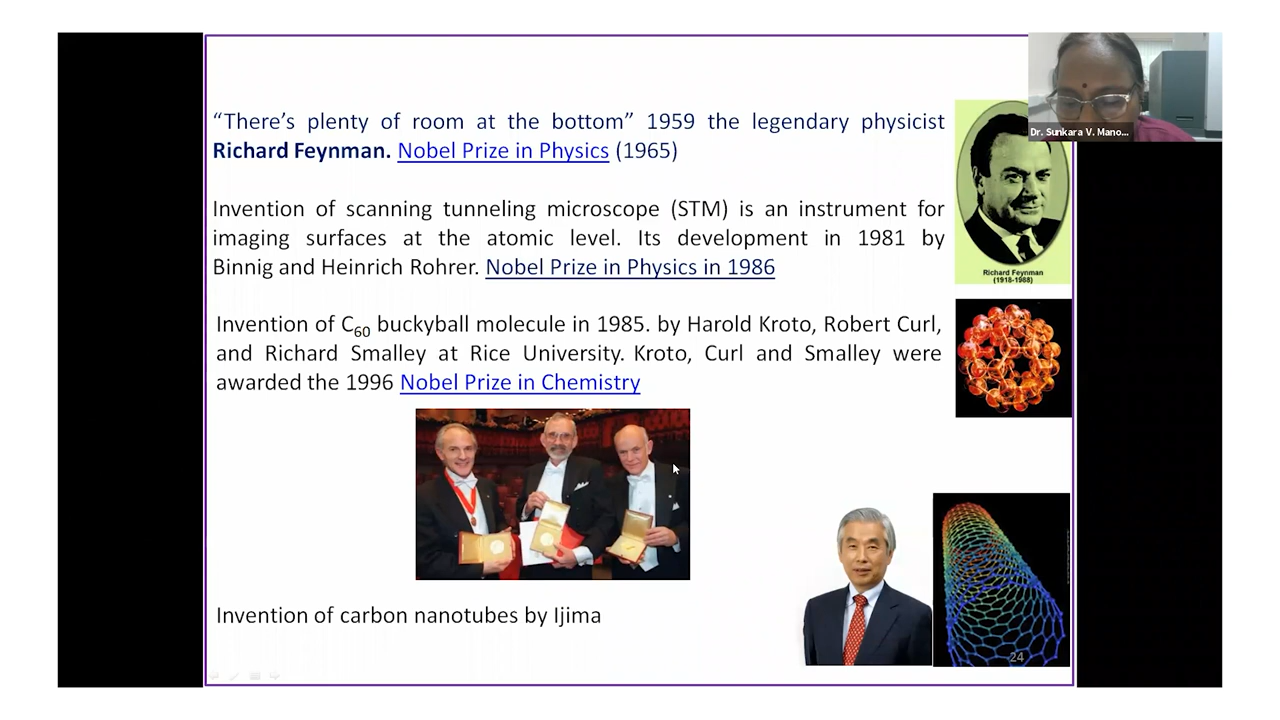 “There’s plenty of room at the bottom” 1959 the legendary physicist
Richard Feynman. Nobel Prize in Physics (1965)
Invention of scanning tunneling microscope (STM) is an instrument for
imaging surfaces at the atomic level. Its development in 1981 by
Binnig and Heinrich Rohrer. Nobel Prize in Physics in 1986
Invention of C60 buckyball molecule in 1985. by Harold Kroto, Robert Curl,
and Richard Smalley at Rice University. Kroto, Curl and Smalley were
awarded the 1996 Nobel Prize in Chemistry
Invention of carbon nanotubes by Ijima
Dr. Sunkara V. Mano...
Richard Feynman
(1918-1988)
24